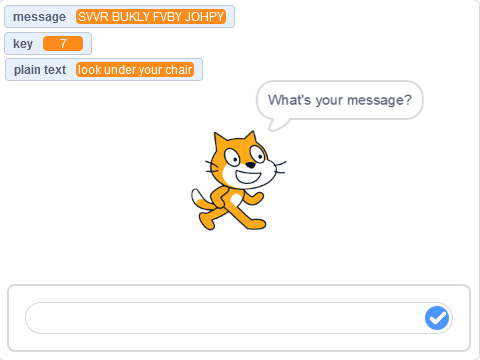 message SVVR BUKLY FVBY JOHPY
key 7
plain text look under your chair
What's your message?